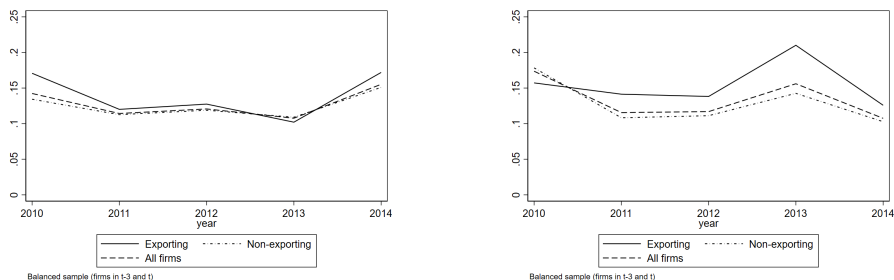 .25
.2
.15
.1
.05
0
2010 2011 2012 2013 2014
year
Exporting Non-exporting
All firms
Balanced sample (firms in t-3 and t)
.25
.2
.15
.1
.05
0
2010 2011 2012 2013 2014
year
Exporting Non-exporting
All firms
Balanced sample (firms in t-3 and t)